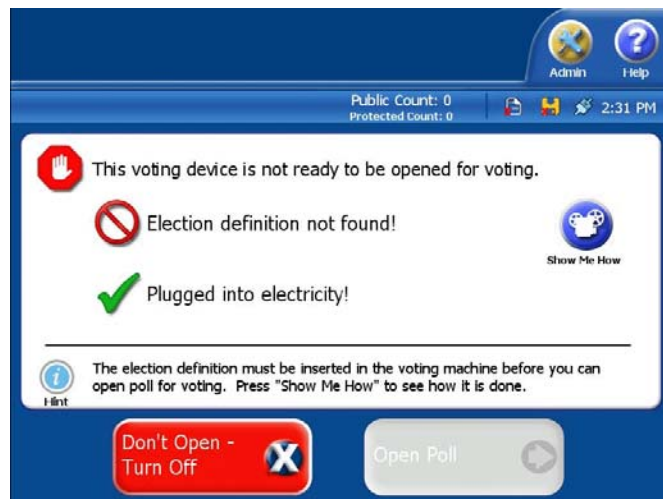 Admin
Help
Public Count: 0
Protected Count: 0
2:31 PM
This voting device is not ready to be opened for voting.
Election definition not found!
Show Me How
Plugged into electricity!
The election definition must be inserted in the voting machine before you can
open poll for voting. Press "Show Me How" to see how it is done.
Hint
Don't Open -
Turn Off
Open Poll